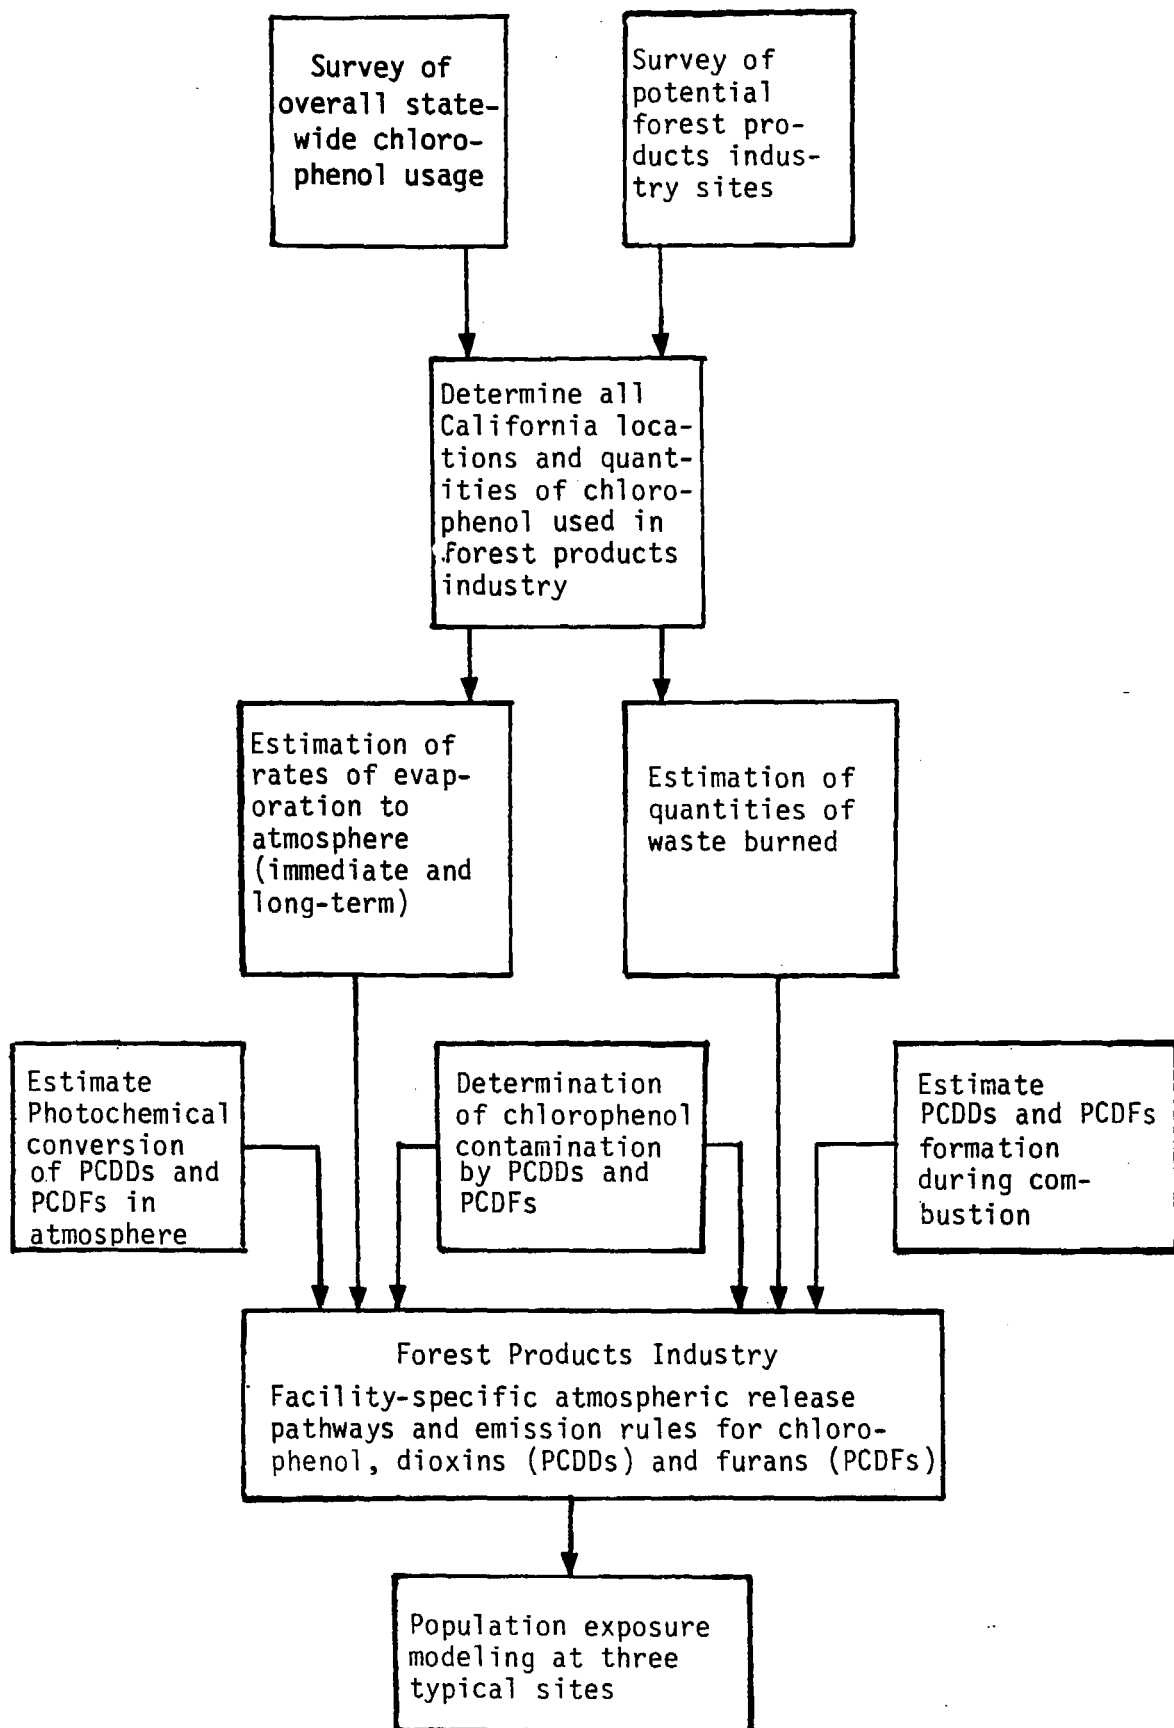 Survey of
overall state-
wide chloro-
phenol usage
Survey of
potential
forest pro-
ducts indus-
try sites
Determine all
California loca-
tions and quant-
ities of chloro-
phenol used in
forest products
industry
Estimation of
rates of evap-
oration to
atmosphere
(immediate and
long-term)
Estimation of
quantities of
waste burned
Estimate
Photochemical
conversion
of PCDDs and
PCDFs in
atmosphere
Determination
of chlorophenol
contamination
by PCDDs and
PCDFs
Estimate
PCDDs and PCDFs
formation
during com-
bustion
Forest Products Industry
Facility-specific atmospheric release
pathways and emission rules for chloro-
phenol, dioxins (PCDDs) and furans (PCDFs)
Population exposure
modeling at three
typical sites